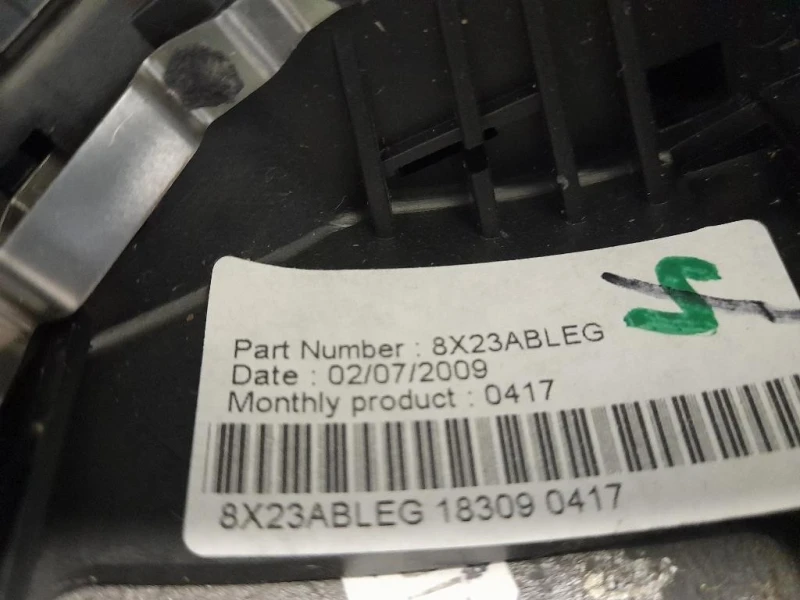 Part Number : 8X23ABLEG
Date : 02/07/2009
Monthly product : 0417
8X23ABLEG 18309 0417